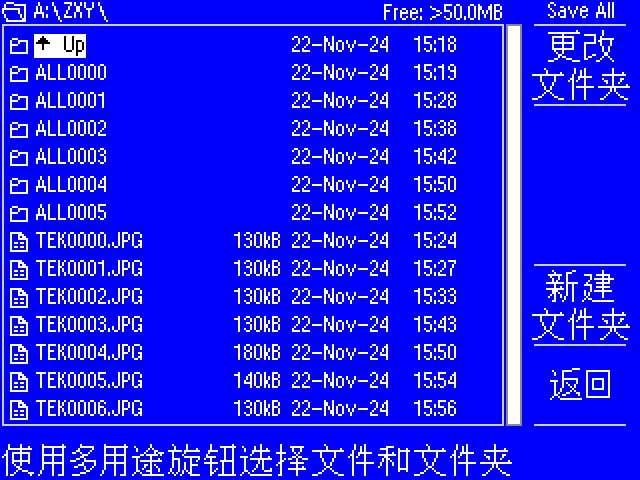 A:\ZXY\ Free: >50.0MB Save All
Up 22-Nov-24 15:18
ALL0000 22-Nov-24 15:19
ALL0001 22-Nov-24 15:28
ALL0002 22-Nov-24 15:38
ALL0003 22-Nov-24 15:42
ALL0004 22-Nov-24 15:50
ALL0005 22-Nov-24 15:52
TEK0000.JPG 130kB 22-Nov-24 15:24
TEK0001.JPG 130kB 22-Nov-24 15:27
TEK0002.JPG 130kB 22-Nov-24 15:33
TEK0003.JPG 130kB 22-Nov-24 15:43
TEK0004.JPG 180kB 22-Nov-24 15:50
TEK0005.JPG 140kB 22-Nov-24 15:54
TEK0006.JPG 130kB 22-Nov-24 15:56
更改
文件夹
新建
文件夹
返回
使用多用途旋钮选择文件和文件夹